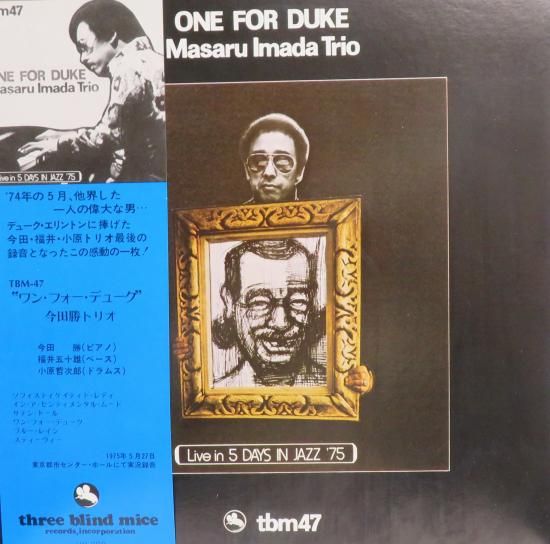 m47
NE FOR DUKE
asaru Imada Trio
ive in 5 DAYS IN JAZZ '75
'74年の5月、他界した
一人の偉大な男…
デューク・エリントンに捧げた
今田・福井・小原トリオ最後の
録音となったこの感動の一枚！
TBM-47
"ワン・フォー・デューク"
今田勝トリオ
今田 勝(ピアノ)
福井五十雄(ベース)
小原哲次郎(ドラムス)
ソフィスティケイティド・レディ
イン・ア・センティメンタル・ムード
サテン・ドール
ワン・フォー・デューク
ブルー・レイン
スティーヴィー
1975年5月27日
東京都市センター・ホールにて実況録音
three blind mice
records, incorporation
ONE FOR DUKE
Masaru Imada Trio
Live in 5 DAYS IN JAZZ '75
tbm47